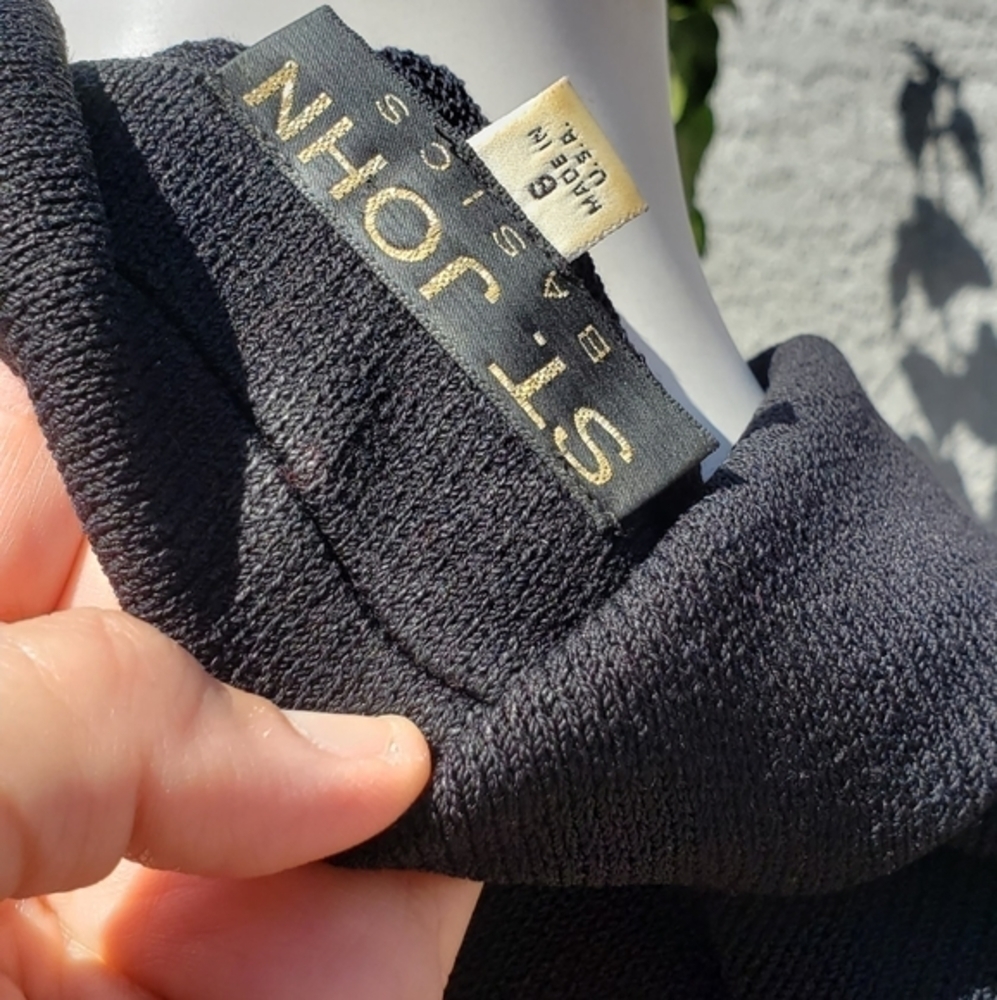 ST. JOHN
BASICS
8
MADE IN
U.S.A.